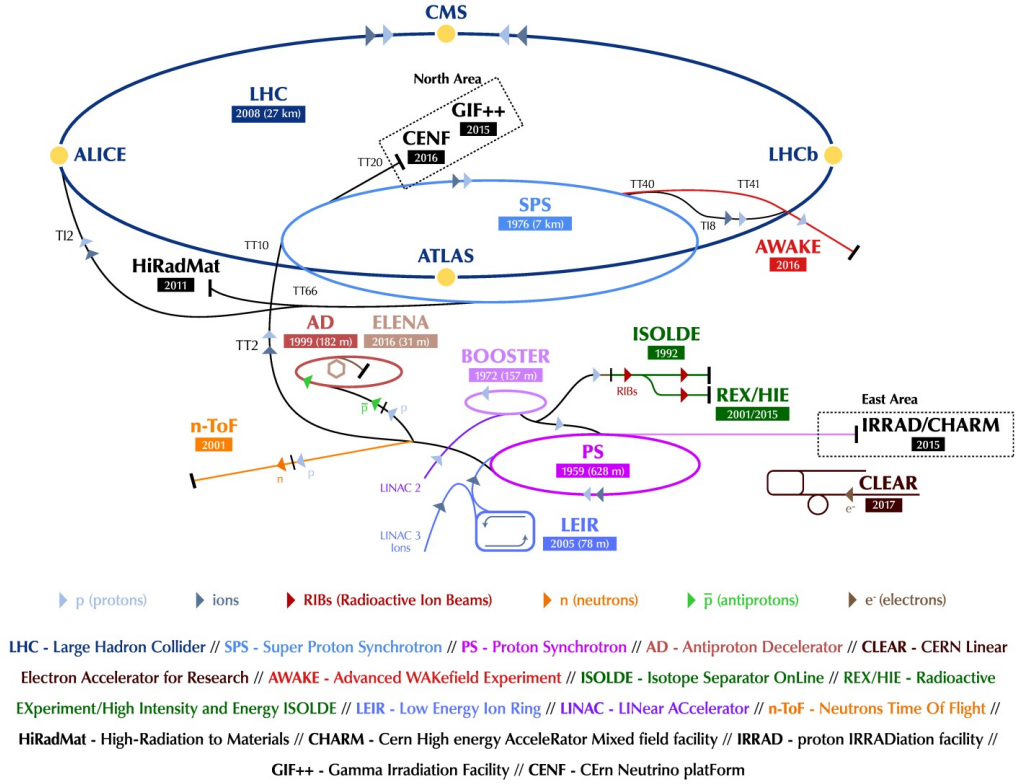 CMS
North Area
LHC
2008 (27 km)
GIF++
2015
CENF
2016
ALICE
LHCb
TT20
TT40
TT41
SPS
1976 (7 km)
TI8
TI2
TT10
ATLAS
AWAKE
2016
HiRadMat
2011
TT66
AD
1999 (182 m)
ELENA
2016 (31 m)
TT2
ISOLDE
1992
BOOSTER
1972 (157 m)
RIBs
REX/HIE
2001/2015
p̅
p
East Area
IRRAD/CHARM
2015
n-ToF
2001
n
p
PS
1959 (628 m)
LINAC 2
CLEAR
2017
e-
LINAC 3
Ions
LEIR
2005 (78 m)
p (protons)
ions
RIBs (Radioactive Ion Beams)
n (neutrons)
p̅ (antiprotons)
e- (electrons)
LHC - Large Hadron Collider // SPS - Super Proton Synchrotron // PS - Proton Synchrotron // AD - Antiproton Decelerator // CLEAR - CERN Linear
Electron Accelerator for Research // AWAKE - Advanced WAKefield Experiment // ISOLDE - Isotope Separator OnLine // REX/HIE - Radioactive
EXperiment/High Intensity and Energy ISOLDE // LEIR - Low Energy Ion Ring // LINAC - LINear ACcelerator // n-ToF - Neutrons Time Of Flight //
HiRadMat - High-Radiation to Materials // CHARM - Cern High energy AcceleRator Mixed field facility // IRRAD - proton IRRADiation facility //
GIF++ - Gamma Irradiation Facility // CENF - CErn Neutrino platForm